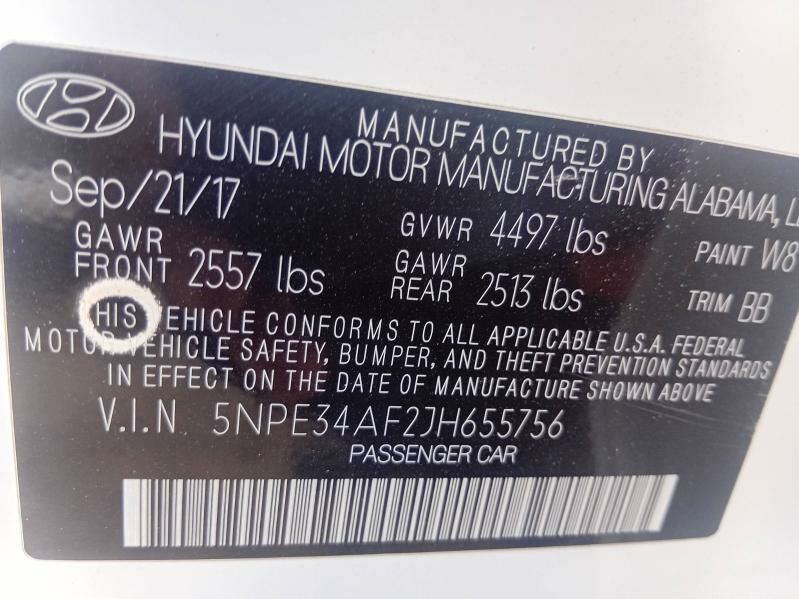 MANUFACTURED BY
HYUNDAI MOTOR MANUFACTURING ALABAMA,
Sep/21/17
GVWR 4497 lbs
PAINT W8
GAWR FRONT 2557 lbs
GAWR REAR 2513 lbs
TRIM BB
HIS EHICLE CONFORMS TO ALL APPLICABLE U.S.A. FEDERAL
MOTOR VEHICLE SAFETY, BUMPER, AND THEFT PREVENTION STANDARDS
IN EFFECT ON THE DATE OF MANUFACTURE SHOWN ABOVE
V.I.N 5NPE34AF2JH655756
PASSENGER CAR